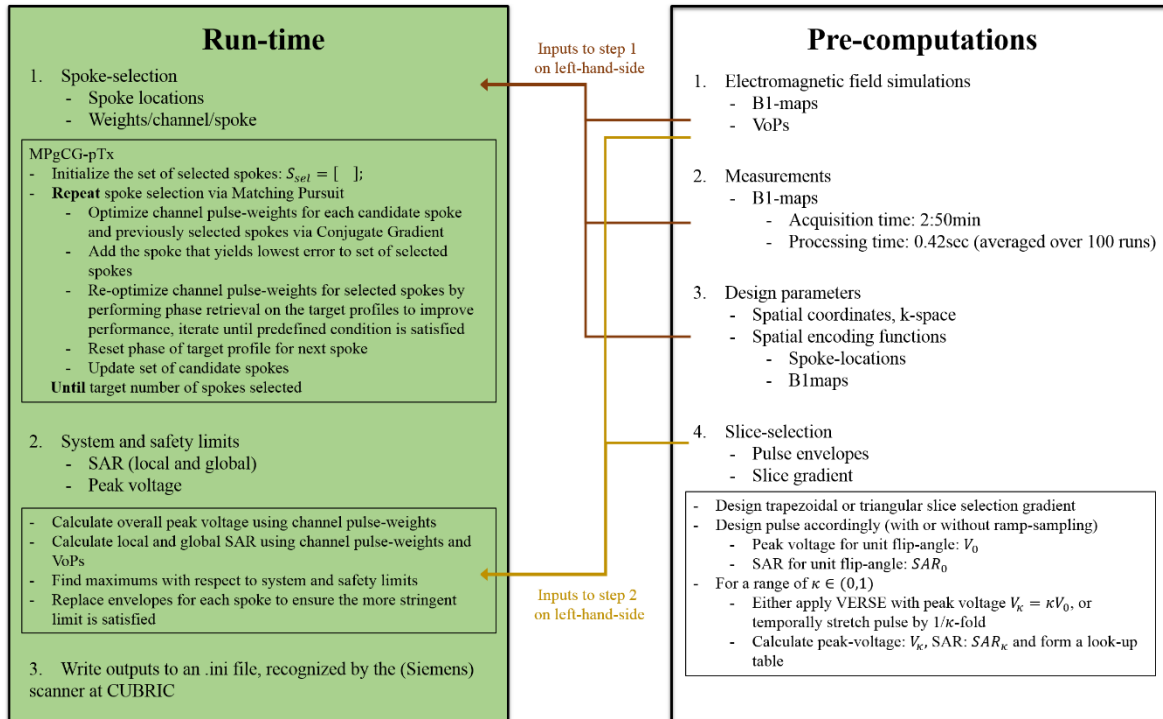 Run-time
1. Spoke-selection
- Spoke locations
- Weights/channel/spoke
MPgCG-pTx
- Initialize the set of selected spokes: S_sel = [ ];
- Repeat spoke selection via Matching Pursuit
- Optimize channel pulse-weights for each candidate spoke
and previously selected spokes via Conjugate Gradient
- Add the spoke that yields lowest error to set of selected
spokes
- Re-optimize channel pulse-weights for selected spokes by
performing phase retrieval on the target profiles to improve
performance, iterate until predefined condition is satisfied
- Reset phase of target profile for next spoke
- Update set of candidate spokes
Until target number of spokes selected
2. System and safety limits
- SAR (local and global)
- Peak voltage
- Calculate overall peak voltage using channel pulse-weights
- Calculate local and global SAR using channel pulse-weights and
VoPs
- Find maximums with respect to system and safety limits
- Replace envelopes for each spoke to ensure the more stringent
limit is satisfied
3. Write outputs to an .ini file, recognized by the (Siemens)
scanner at CUBRIC
Inputs to step 1
on left-hand-side
Inputs to step 2
on left-hand-side
Pre-computations
1. Electromagnetic field simulations
- B1-maps
- VoPs
2. Measurements
- B1-maps
- Acquisition time: 2:50min
- Processing time: 0.42sec (averaged over 100 runs)
3. Design parameters
- Spatial coordinates, k-space
- Spatial encoding functions
- Spoke-locations
- B1maps
4. Slice-selection
- Pulse envelopes
- Slice gradient
- Design trapezoidal or triangular slice selection gradient
- Design pulse accordingly (with or without ramp-sampling)
- Peak voltage for unit flip-angle: V₀
- SAR for unit flip-angle: SAR₀
- For a range of κ ∈ (0,1)
- Either apply VERSE with peak voltage V_κ = κV₀, or
temporally stretch pulse by 1/κ-fold
- Calculate peak-voltage: V_κ, SAR: SAR_κ and form a look-up
table